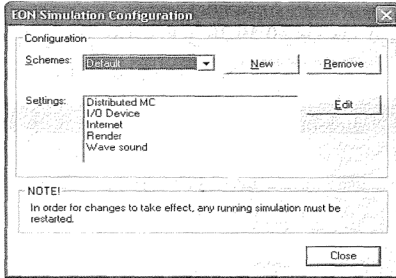 EON Simulation Configuration
Configuration
Schemes:
Default
New
Remove
Settings:
Distributed MC
I/O Device
Internet
Render
Wave sound
Edit
NOTE!
In order for changes to take effect, any running simulation must be
restarted.
Close